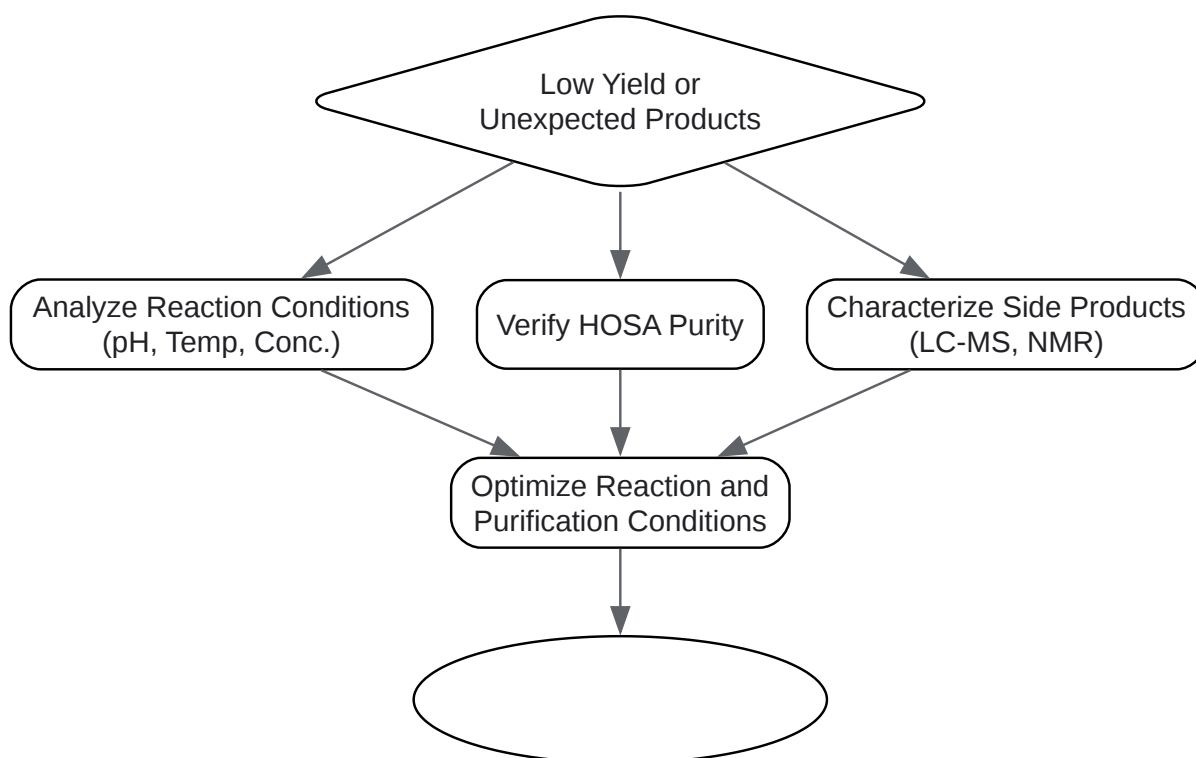 Low Yield or
Unexpected Products
Analyze Reaction Conditions
(pH, Temp, Conc.)
Verify HOSA Purity
Characterize Side Products
(LC-MS, NMR)
Optimize Reaction and
Purification Conditions